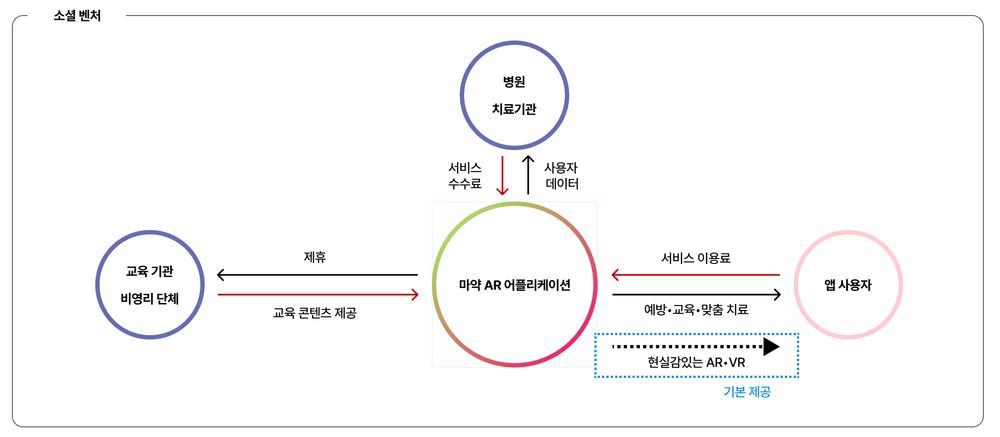 소셜 벤처
병원
치료기관
서비스
수수료
사용자
데이터
교육 기관
비영리 단체
제휴
교육 콘텐츠 제공
마약 AR 어플리케이션
서비스 이용료
예방•교육•맞춤 치료
앱 사용자
현실감있는 AR•VR
기본 제공